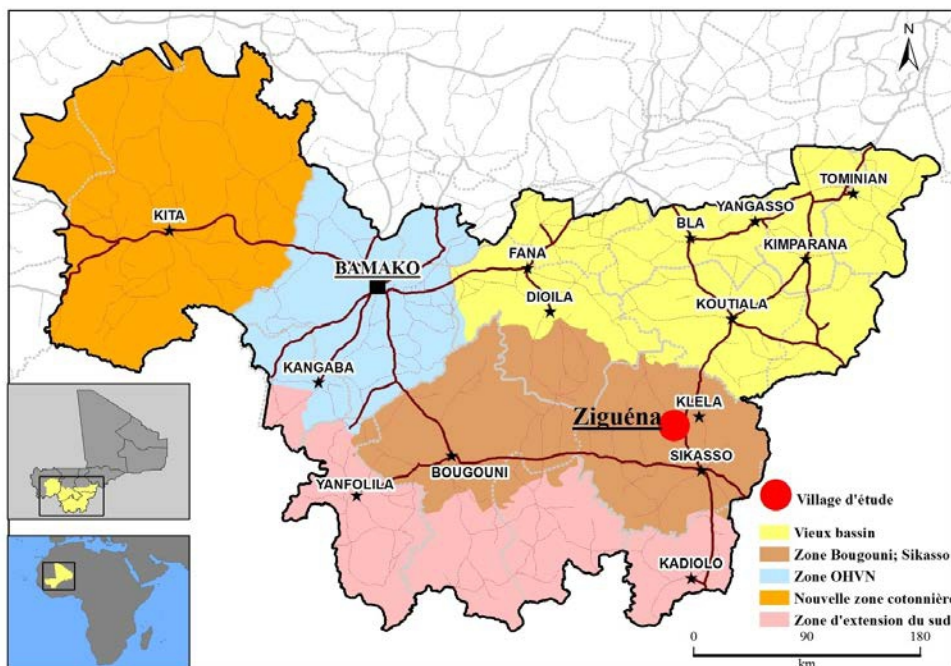 N
TOMINIAN
YANGASSO
BLA
KITA
KIMPARANA
FANA
BAMAKO
DIOILA
KOUTIALA
KANGABA
KLELA
Ziguéna
SIKASSO
BOUGOUNI
YANFOLILA
KADIOLO
Village d'étude
Vieux bassin
Zone Bougouni; Sikasso
Zone OHVN
Nouvelle zone cotonnière
Zone d'extension du sud
0 90 180
km